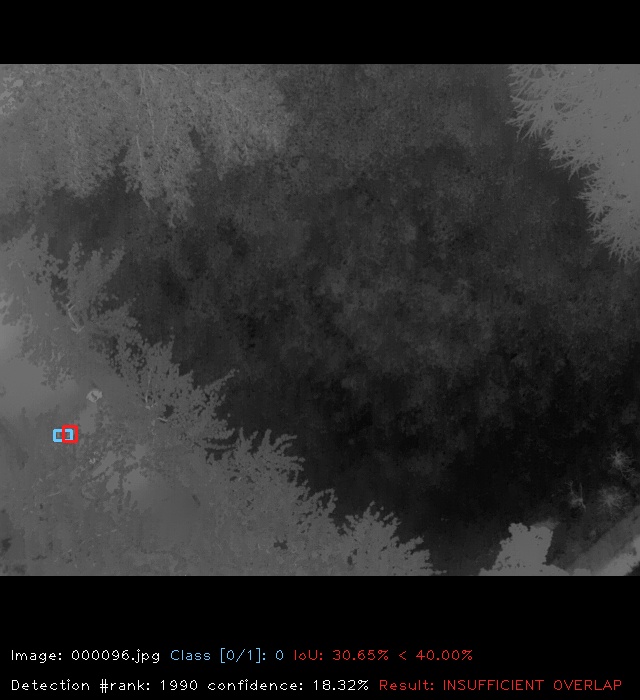 Image: 000096.jpg Class [0/1]: 0 IoU: 30.65% < 40.00%
Detection #rank: 1990 confidence: 18.32% Result: INSUFFICIENT OVERLAP